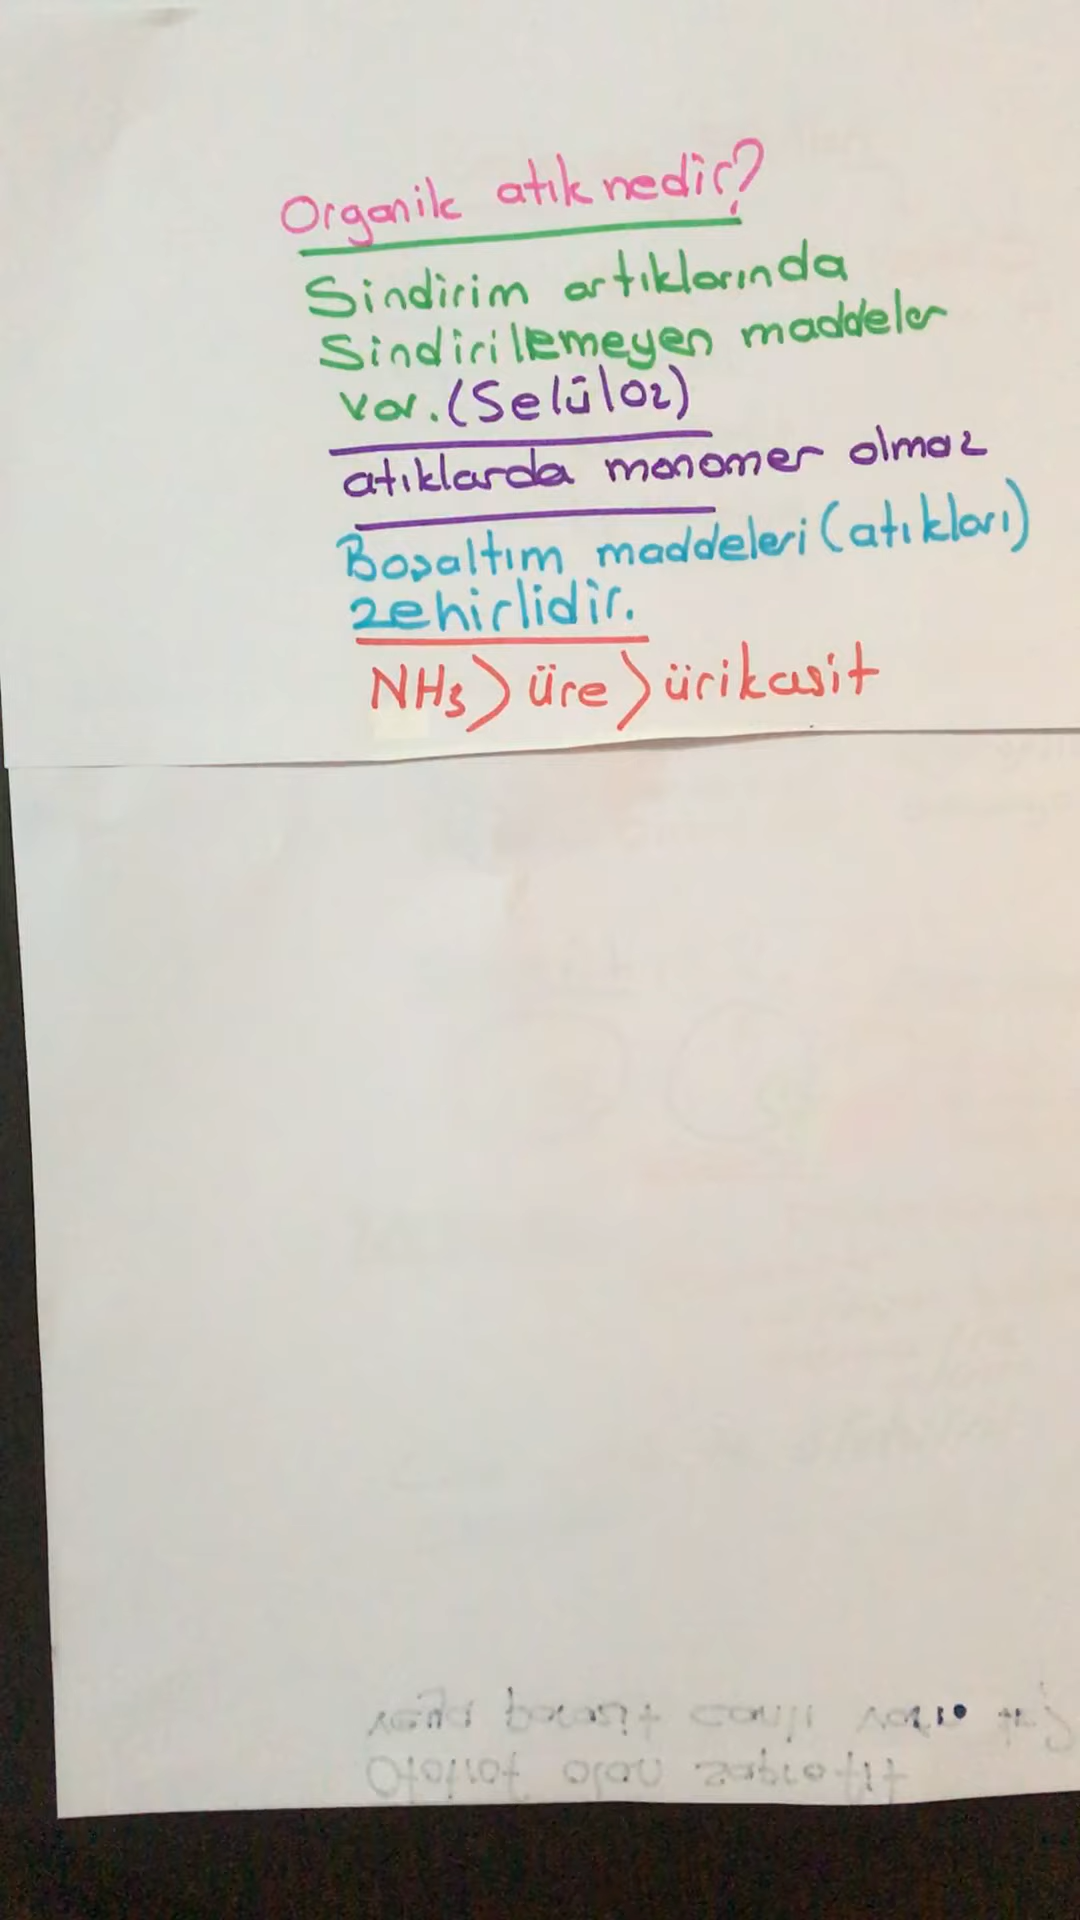 Organik atık nedir?
Sindirim artıklarında
Sindirilemeyen maddeler
var. (Selüloz)
atıklarda monomer olmaz
Boşaltım maddeleri (atıkları)
zehirlidir.
NH₃ > üre > ürikasit